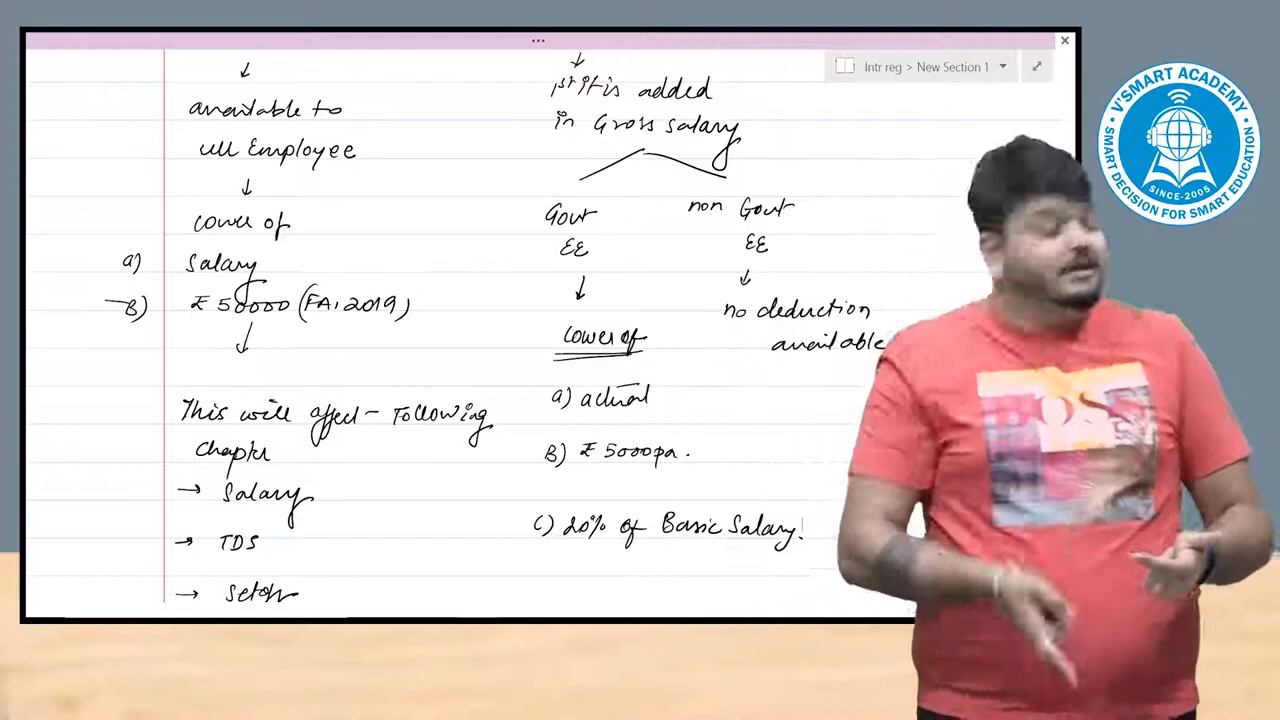 available to
all Employee
lower of
a) Salary
B) ₹ 50000 (FA, 2019)
This will affect - Following
chapter
→ Salary
→ TDS
→ Setoff
1st It is added
in Gross Salary
Govt
EE
non Govt
EE
lower of
no deduction
available
a) actual
B) ₹ 5000 pa.
C) 20% of Basic Salary!
Intr reg > New Section 1
V'SMART ACADEMY
SINCE-2005
SMART DECISION FOR SMART EDUCATION